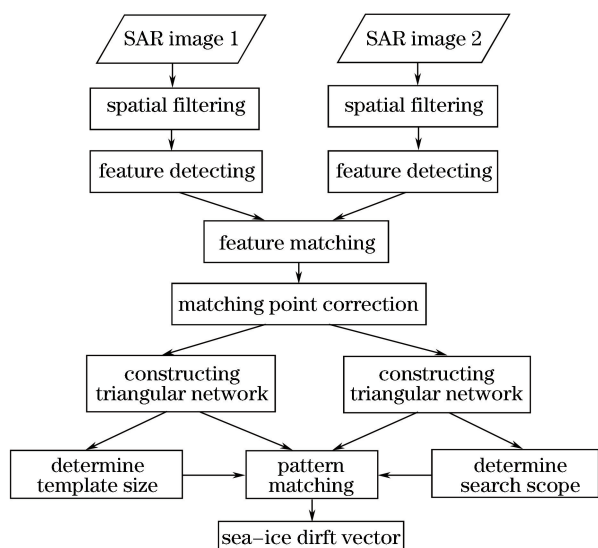 SAR image 1
SAR image 2
spatial filtering
spatial filtering
feature detecting
feature detecting
feature matching
matching point correction
constructing
triangular network
constructing
triangular network
determine
template size
pattern
matching
determine
search scope
sea–ice dirft vector